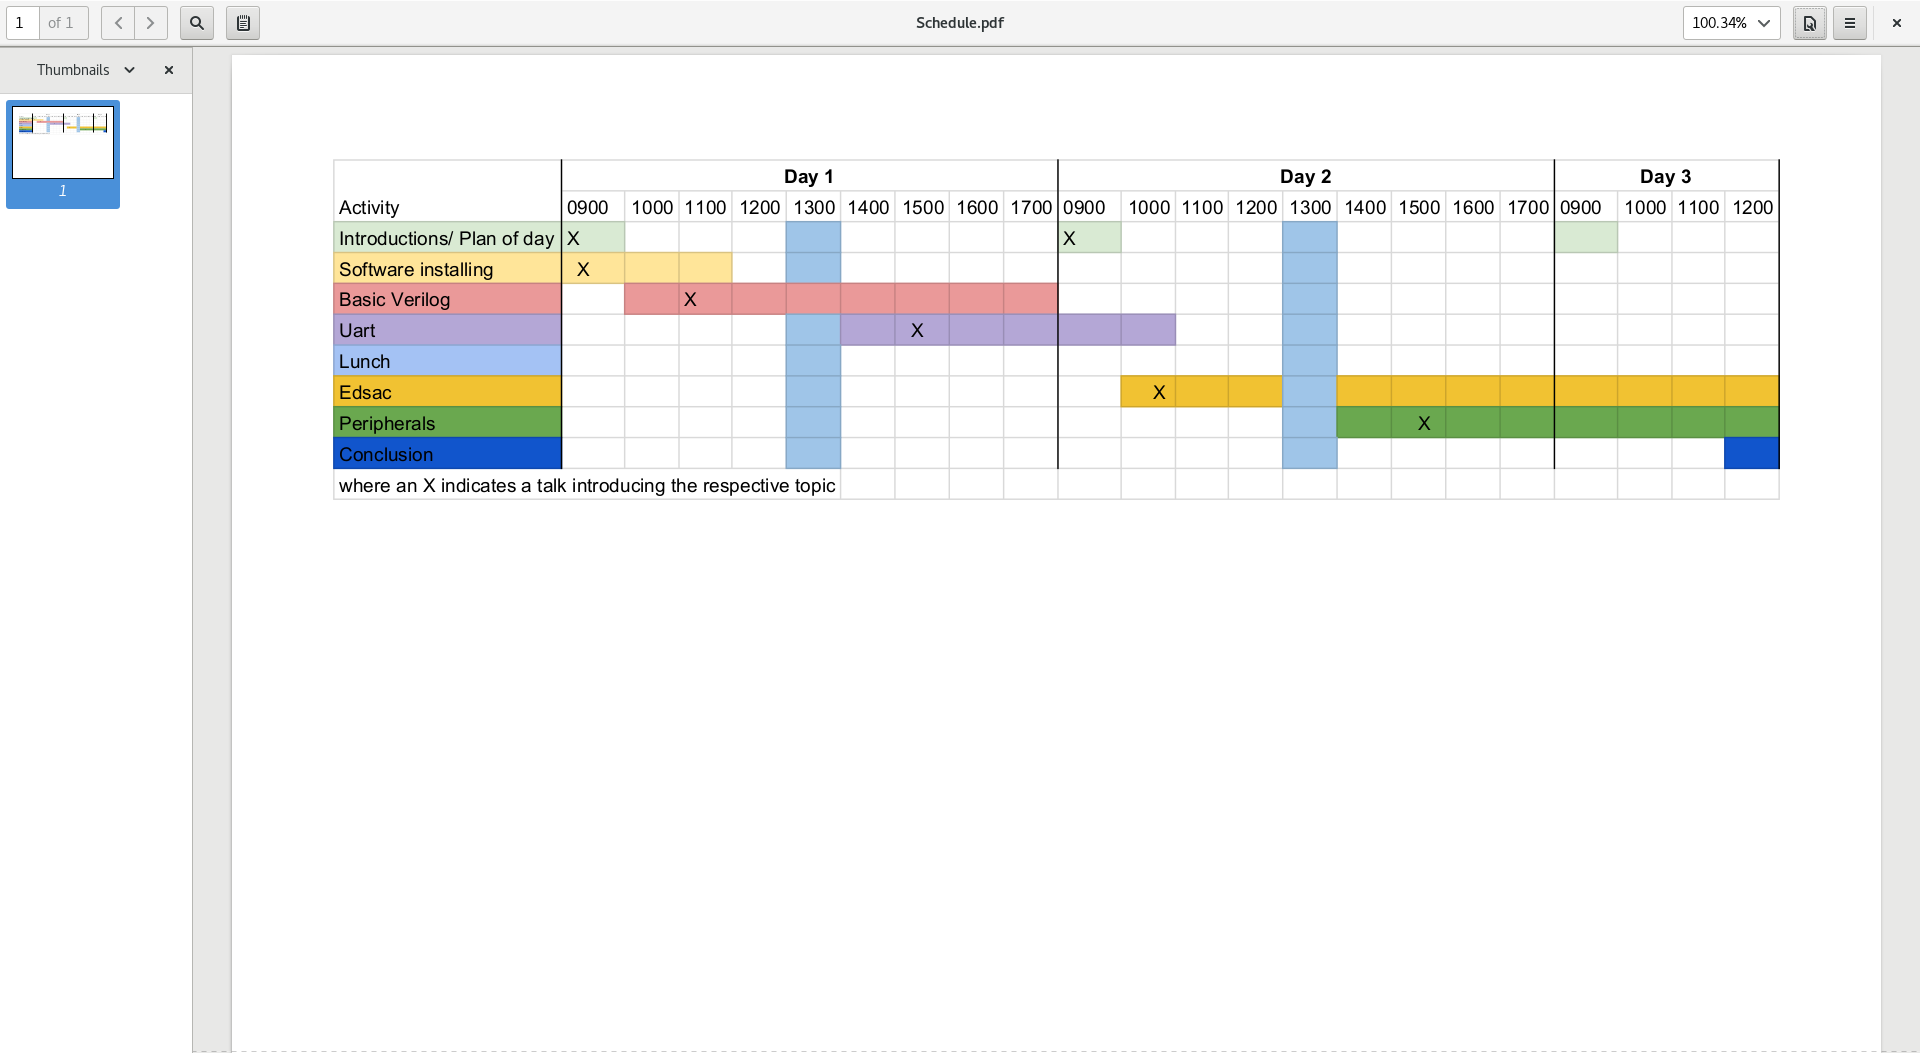 1 of 1
Schedule.pdf
100.34%
Thumbnails
1
Day 1 Day 2 Day 3
Activity 0900 1000 1100 1200 1300 1400 1500 1600 1700 0900 1000 1100 1200 1300 1400 1500 1600 1700 0900 1000 1100 1200
Introductions/ Plan of day X X
Software installing X
Basic Verilog X
Uart X
Lunch
Edsac X
Peripherals X
Conclusion
where an X indicates a talk introducing the respective topic